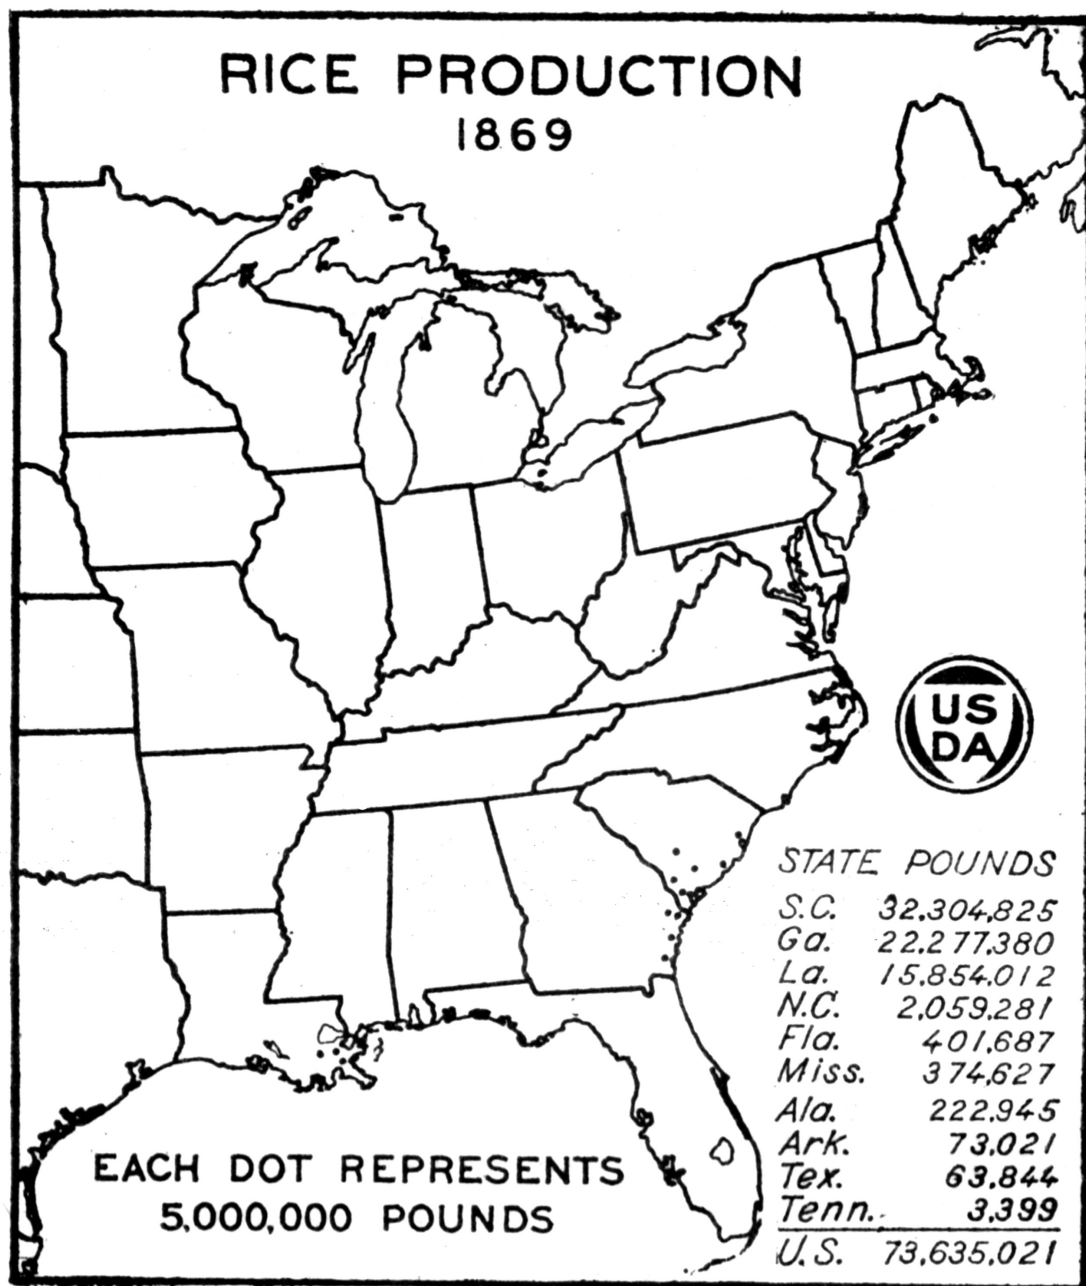 RICE PRODUCTION
1869
US
DA
STATE POUNDS
S.C. 32,304,825
Ga. 22,277,380
La. 15,854,012
N.C. 2,059,281
Fla. 401,687
Miss. 374,627
Ala. 222,945
Ark. 73,021
Tex. 63,844
Tenn. 3,399
U.S. 73,635,021
EACH DOT REPRESENTS
5,000,000 POUNDS